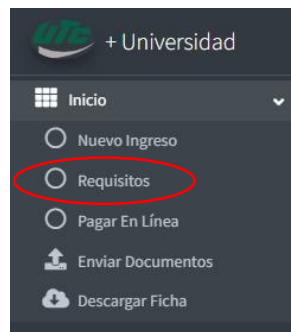 UTC + Universidad
Inicio
Nuevo Ingreso
Requisitos
Pagar En Línea
Enviar Documentos
Descargar Ficha